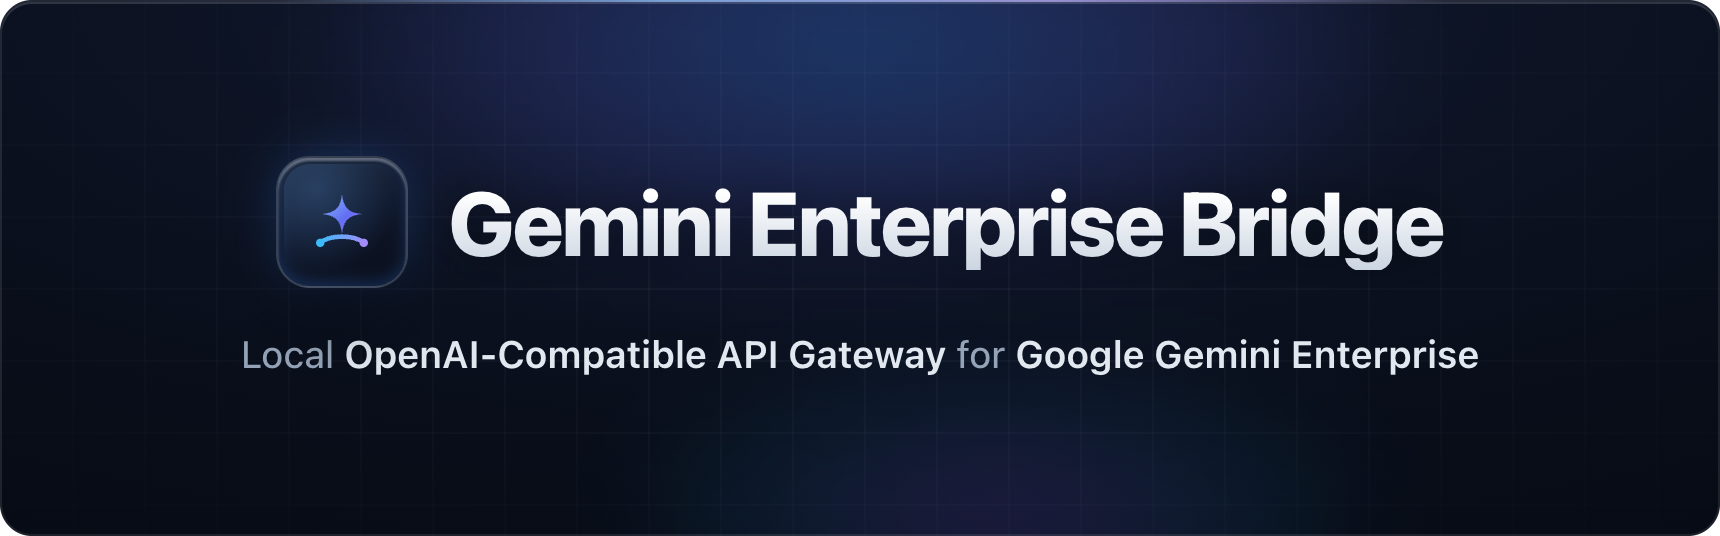 Gemini Enterprise Bridge
Local OpenAI-Compatible API Gateway for Google Gemini Enterprise